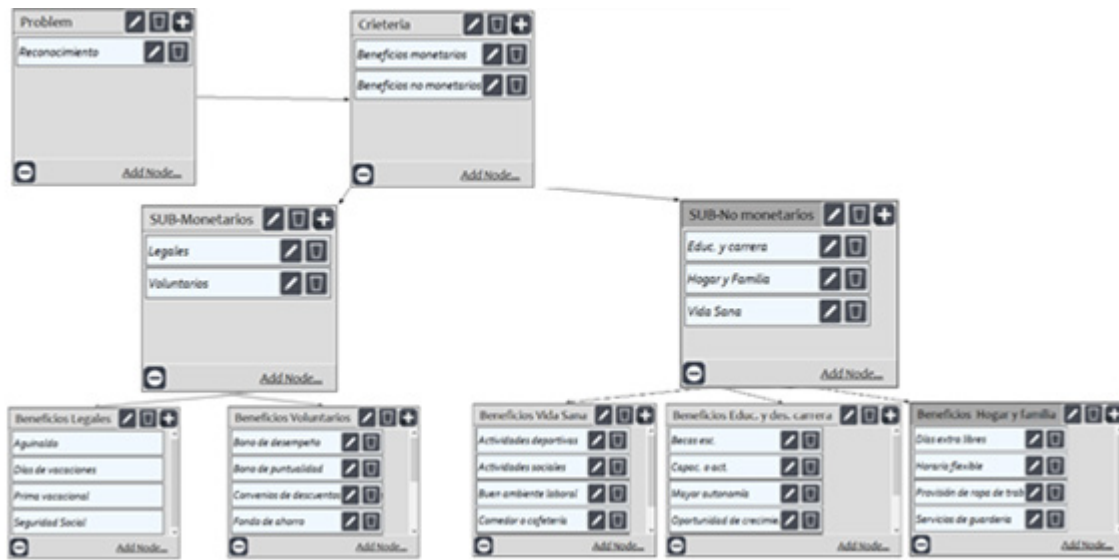 Problem
Reconocimiento
Add Node...
Crieteria
Beneficios monetarios
Beneficios no monetarios
Add Node...
SUB-Monetarios
Legales
Voluntarios
Add Node...
SUB-No monetarios
Educ. y carrera
Hogar y Familia
Vida Sana
Add Node...
Beneficios Legales
Aguinaldo
Días de vacaciones
Prima vacacional
Seguridad Social
Add Node...
Beneficios Voluntarios
Bono de desempeño
Bono de puntualidad
Convenios de descuentos
Fondo de ahorro
Add Node...
Beneficios Vida Sana
Actividades deportivas
Actividades sociales
Buen ambiente laboral
Comedor o cafetería
Add Node...
Beneficios Educ. y des. carrera
Becas esc.
Capac. o act.
Mayor autonomía
Oportunidad de crecimie
Add Node...
Beneficios Hogar y familia
Días extra libres
Horario flexible
Provisión de ropa de trab
Servicios de guardería
Add Node...